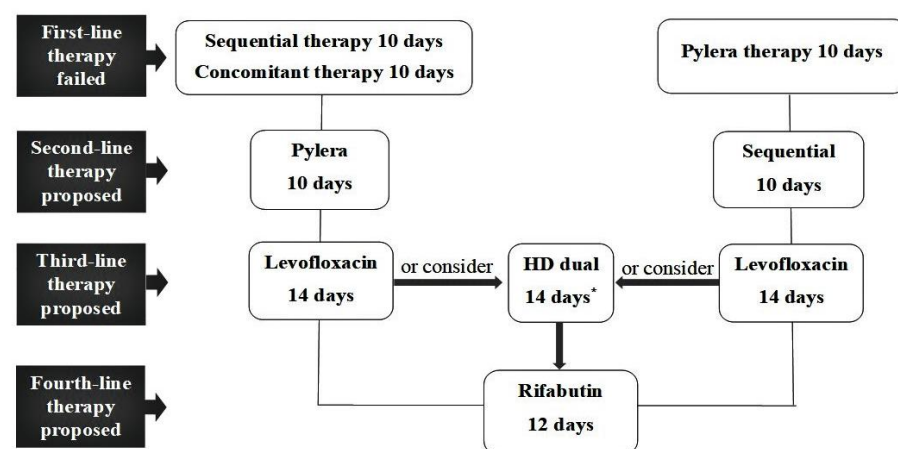 First-line
therapy
failed
Sequential therapy 10 days
Concomitant therapy 10 days
Pylera therapy 10 days
Second-line
therapy
proposed
Pylera
10 days
Sequential
10 days
Third-line
therapy
proposed
Levofloxacin
14 days
or consider
HD dual
14 days*
or consider
Levofloxacin
14 days
Fourth-line
therapy
proposed
Rifabutin
12 days